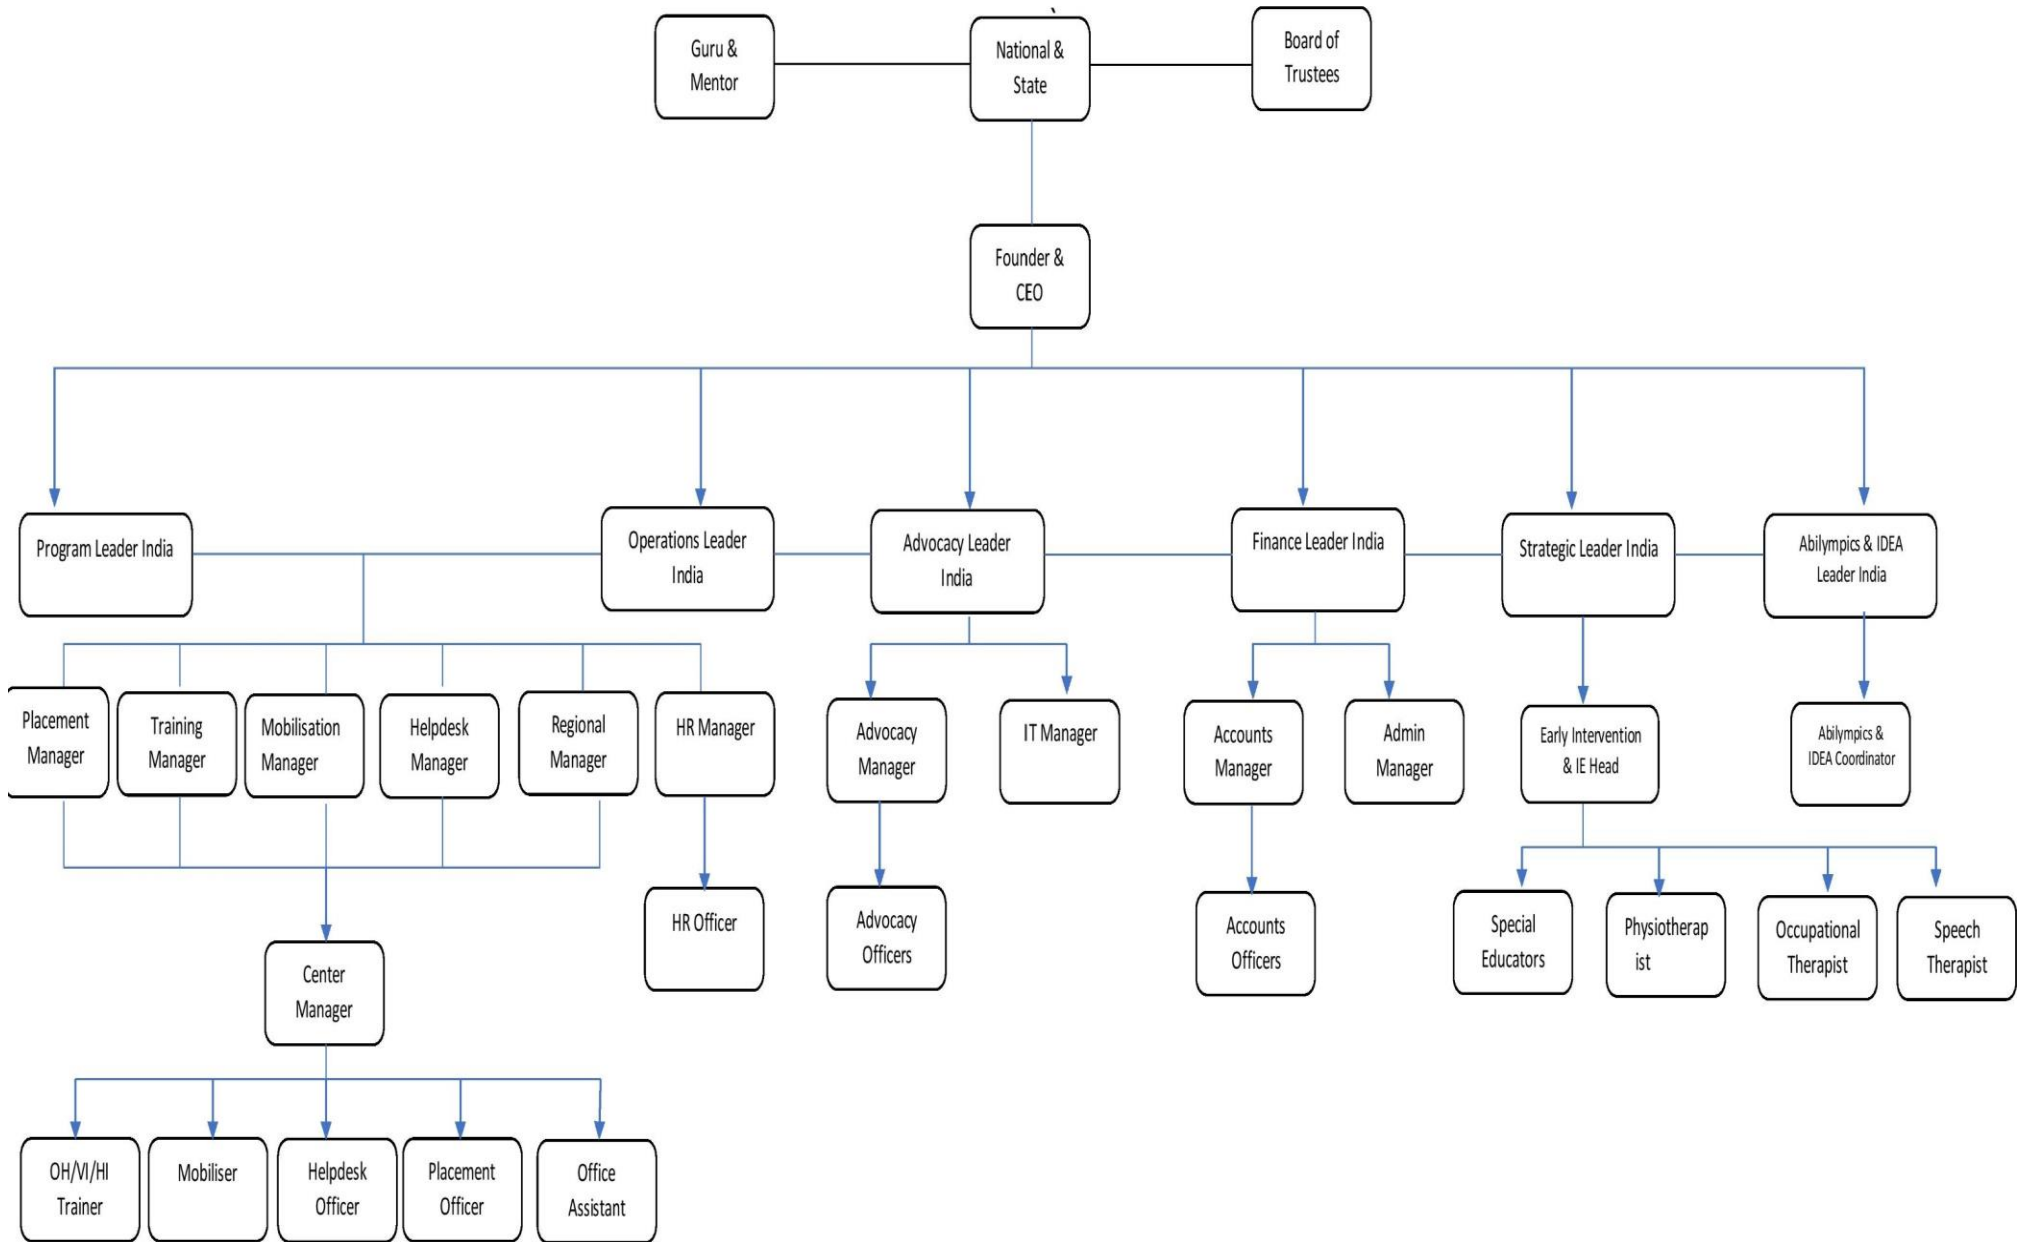 Guru &
Mentor
National &
State
Board of
Trustees
Founder &
CEO
Program Leader India
Operations Leader
India
Advocacy Leader
India
Finance Leader India
Strategic Leader India
Abilympics & IDEA
Leader India
Placement
Manager
Training
Manager
Mobilisation
Manager
Helpdesk
Manager
Regional
Manager
HR Manager
Advocacy
Manager
IT Manager
Accounts
Manager
Admin
Manager
Early Intervention
& IE Head
Abilympics &
IDEA Coordinator
HR Officer
Advocacy
Officers
Accounts
Officers
Special
Educators
Physiotherap
ist
Occupational
Therapist
Speech
Therapist
Center
Manager
OH/VI/HI
Trainer
Mobiliser
Helpdesk
Officer
Placement
Officer
Office
Assistant